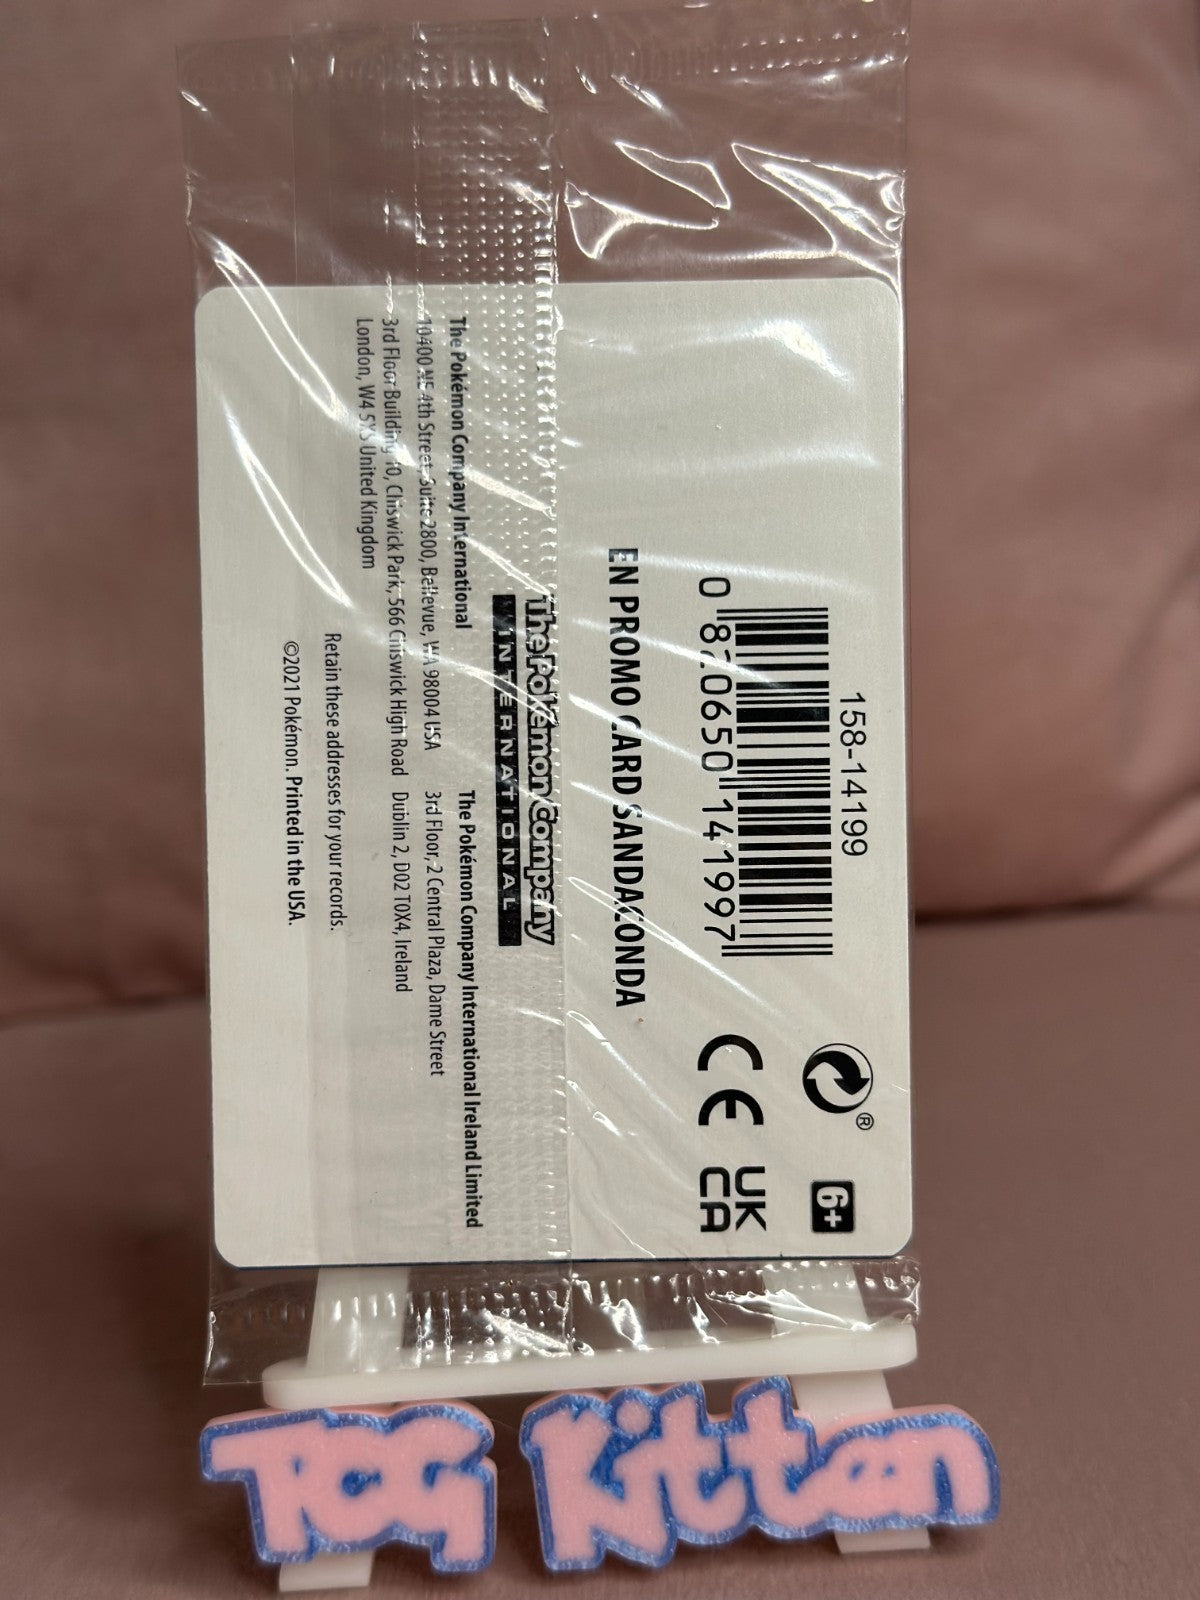 158-14199
0 820650 141997
6+
CE
UK
CA
EN PROMO CARD SANDACONDA
The Pokémon Company
INTERNATIONAL
The Pokémon Company International
10400 NE 4th Street, Suite 2800, Bellevue, WA 98004 USA
3rd Floor Building 10, Chiswick Park, 566 Chiswick High Road
London, W4 5XS United Kingdom
The Pokémon Company International Ireland Limited
3rd Floor, 2 Central Plaza, Dame Street
Dublin 2, D02 T0X4, Ireland
Retain these addresses for your records.
©2021 Pokémon. Printed in the USA.
®
TCG Kitten